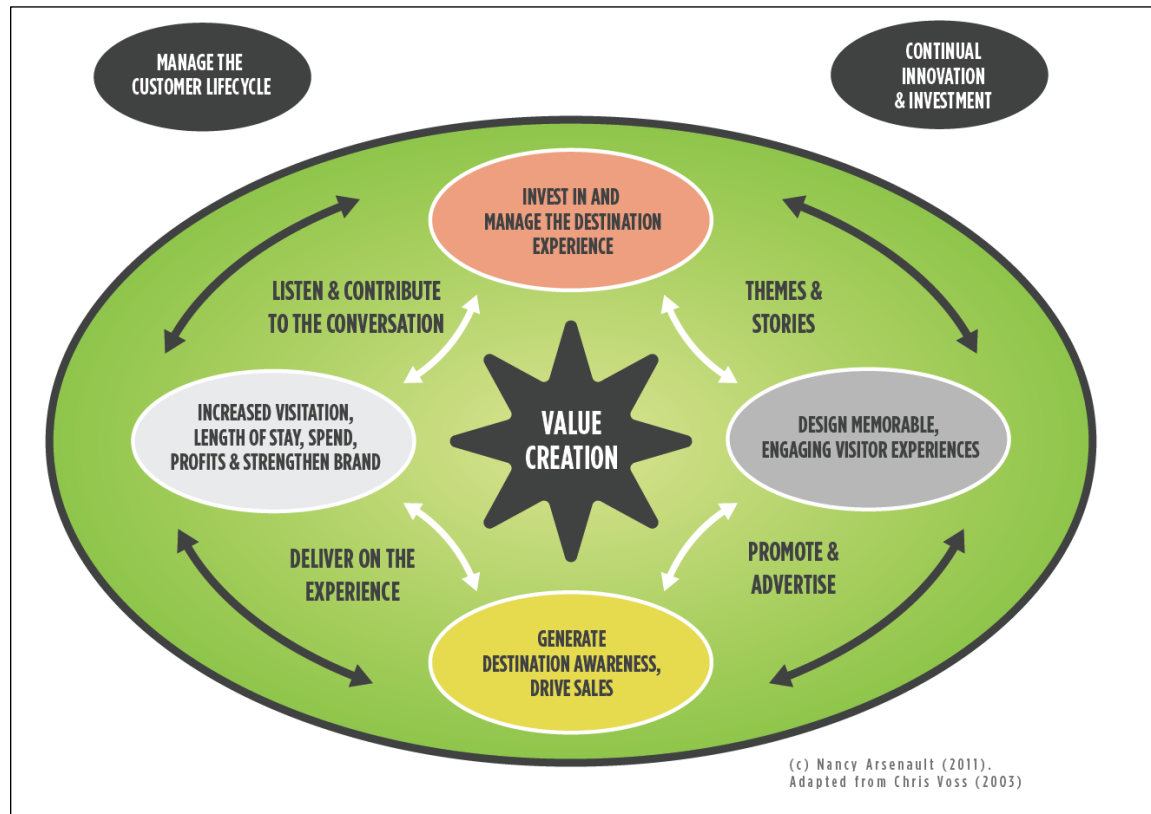 MANAGE THE
CUSTOMER LIFECYCLE
CONTINUAL
INNOVATION
& INVESTMENT
INVEST IN AND
MANAGE THE DESTINATION
EXPERIENCE
LISTEN & CONTRIBUTE
TO THE CONVERSATION
THEMES &
STORIES
INCREASED VISITATION,
LENGTH OF STAY, SPEND,
PROFITS & STRENGTHEN BRAND
VALUE
CREATION
DESIGN MEMORABLE,
ENGAGING VISITOR EXPERIENCES
DELIVER ON THE
EXPERIENCE
PROMOTE &
ADVERTISE
GENERATE
DESTINATION AWARENESS,
DRIVE SALES
(c) Nancy Arsenault (2011).
Adapted from Chris Voss (2003)